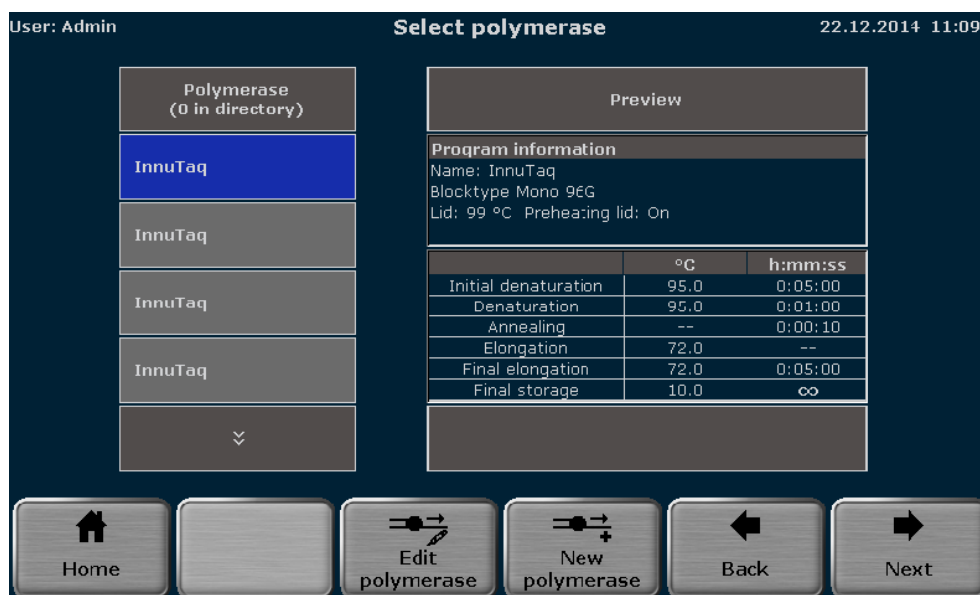 User: Admin
Select polymerase
22.12.2014 11:09
Polymerase
(0 in directory)
InnuTaq
InnuTaq
InnuTaq
InnuTaq
Preview
Program information
Name: InnuTaq
Blocktype Mono 96G
Lid: 99 °C Preheating lid: On
°C h:mm:ss
Initial denaturation 95.0 0:05:00
Denaturation 95.0 0:01:00
Annealing -- 0:00:10
Elongation 72.0 --
Final elongation 72.0 0:05:00
Final storage 10.0 ∞
Home
Edit
polymerase
New
polymerase
Back
Next